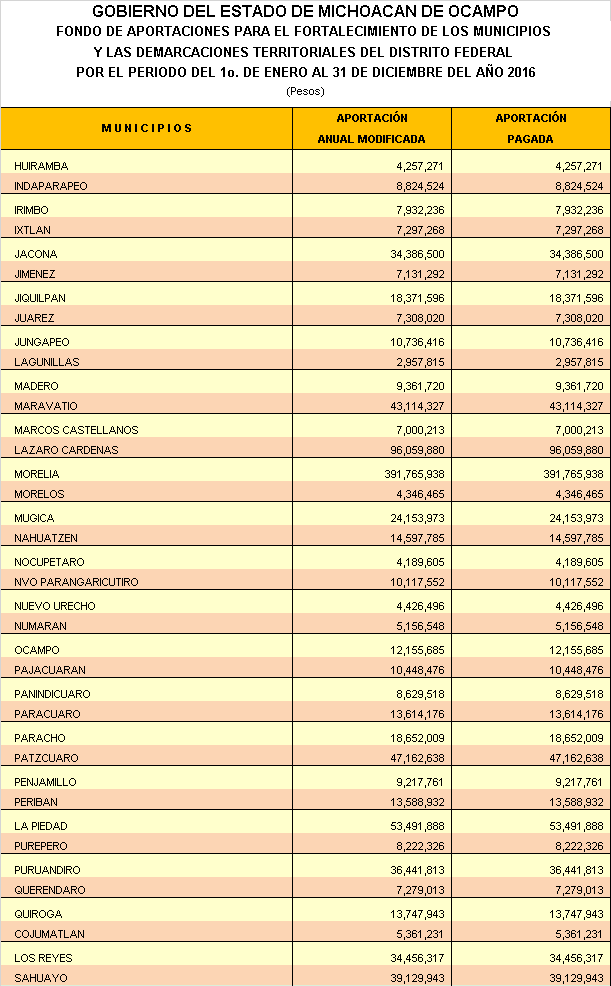 GOBIERNO DEL ESTADO DE MICHOACAN DE OCAMPO
FONDO DE APORTACIONES PARA EL FORTALECIMIENTO DE LOS MUNICIPIOS
Y LAS DEMARCACIONES TERRITORIALES DEL DISTRITO FEDERAL
POR EL PERIODO DEL 1o. DE ENERO AL 31 DE DICIEMBRE DEL AÑO 2016
(Pesos)
MUNICIPIOS APORTACIÓN ANUAL MODIFICADA APORTACIÓN PAGADA
HUIRAMBA 4,257,271 4,257,271
INDAPARAPEO 8,824,524 8,824,524
IRIMBO 7,932,236 7,932,236
IXTLAN 7,297,268 7,297,268
JACONA 34,386,500 34,386,500
JIMENEZ 7,131,292 7,131,292
JIQUILPAN 18,371,596 18,371,596
JUAREZ 7,308,020 7,308,020
JUNGAPEO 10,736,416 10,736,416
LAGUNILLAS 2,957,815 2,957,815
MADERO 9,361,720 9,361,720
MARAVATIO 43,114,327 43,114,327
MARCOS CASTELLANOS 7,000,213 7,000,213
LAZARO CARDENAS 96,059,880 96,059,880
MORELIA 391,765,938 391,765,938
MORELOS 4,346,465 4,346,465
MUGICA 24,153,973 24,153,973
NAHUATZEN 14,597,785 14,597,785
NOCUPETARO 4,189,605 4,189,605
NVO PARANGARICUTIRO 10,117,552 10,117,552
NUEVO URECHO 4,426,496 4,426,496
NUMARAN 5,156,548 5,156,548
OCAMPO 12,155,685 12,155,685
PAJACUARAN 10,448,476 10,448,476
PANINDICUARO 8,629,518 8,629,518
PARACUARO 13,614,176 13,614,176
PARACHO 18,652,009 18,652,009
PATZCUARO 47,162,638 47,162,638
PENJAMILLO 9,217,761 9,217,761
PERIBAN 13,588,932 13,588,932
LA PIEDAD 53,491,888 53,491,888
PUREPERO 8,222,326 8,222,326
PURUANDIRO 36,441,813 36,441,813
QUERENDARO 7,279,013 7,279,013
QUIROGA 13,747,943 13,747,943
COJUMATLAN 5,361,231 5,361,231
LOS REYES 34,456,317 34,456,317
SAHUAYO 39,129,943 39,129,943